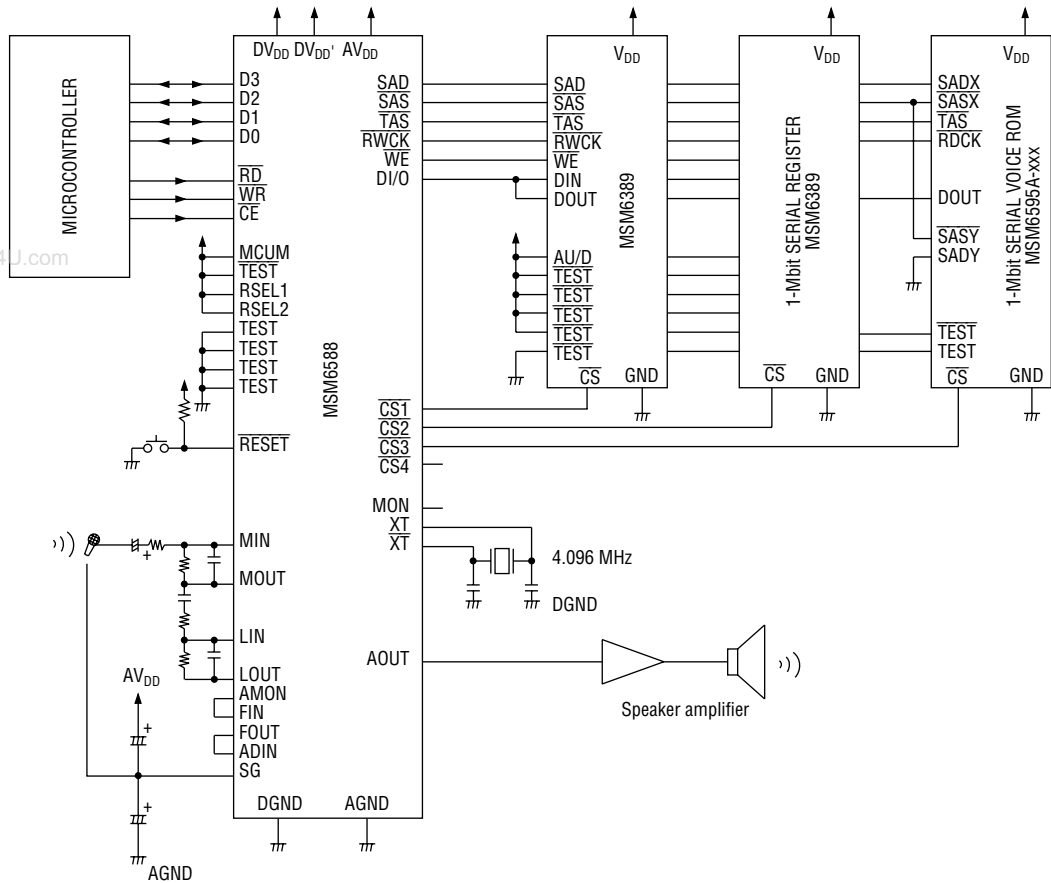 DVDD DVDD' AVDD
VDD
VDD
VDD
MICROCONTROLLER
D3
D2
D1
D0
RD
WR
CE
MCUM
TEST
RSEL1
RSEL2
TEST
TEST
TEST
TEST
RESET
MIN
MOUT
LIN
LOUT
AMON
FIN
FOUT
ADIN
SG
DGND
AGND
MSM6588
SAD
SAS
TAS
RWCK
WE
DI/O
CS1
CS2
CS3
CS4
MON
XT
XT
AOUT
SAD
SAS
TAS
RWCK
WE
DIN
DOUT
AU/D
TEST
TEST
TEST
TEST
TEST
CS
GND
MSM6389
1-Mbit SERIAL REGISTER
MSM6389
CS
GND
SADX
SASX
TAS
RDCK
DOUT
SASY
SADY
TEST
TEST
CS
GND
1-Mbit SERIAL VOICE ROM
MSM6595A-xxx
4.096 MHz
DGND
Speaker amplifier
AVDD
+
+
+
AGND
4U.com